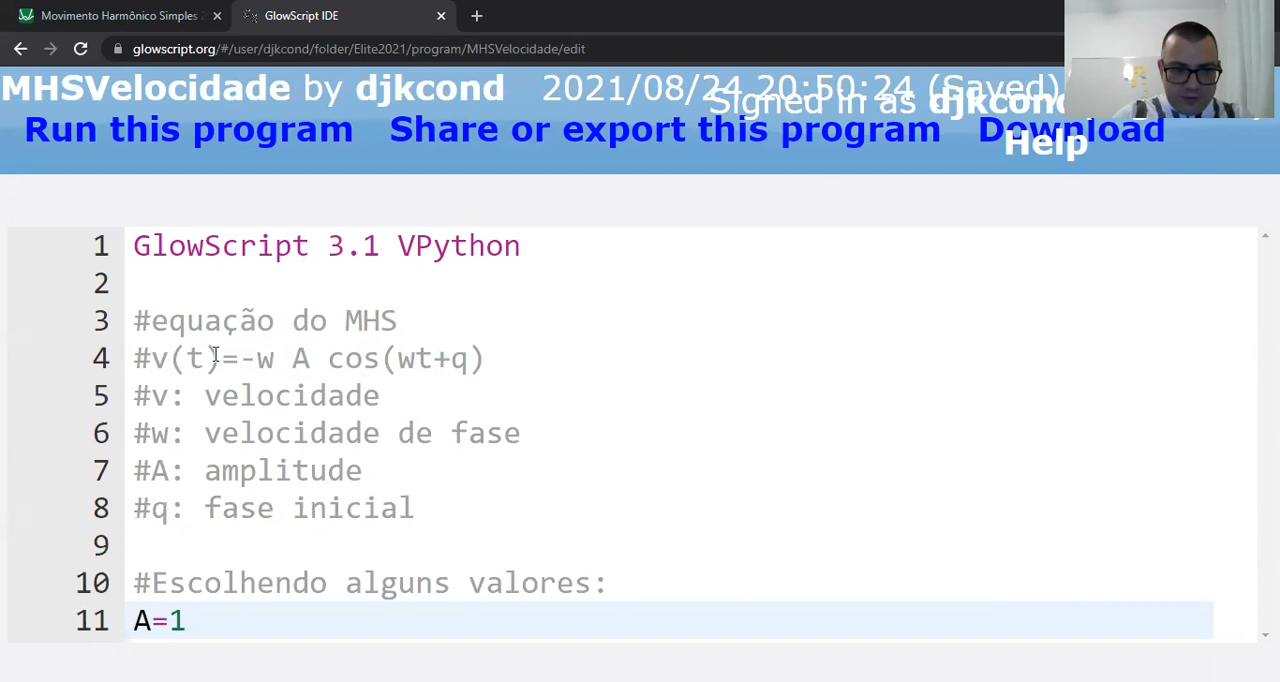 Movimento Harmônico Simples 2
GlowScript IDE
glowscript.org/#/user/djkcond/folder/Elite2021/program/MHSVelocidade/edit
MHSVelocidade by djkcond 2021/08/24 20:50:24 (Saved)
Signed in as djkcond
Run this program Share or export this program Download
Help
1 GlowScript 3.1 VPython
2
3 #equação do MHS
4 #v(t)=-w A cos(wt+q)
5 #v: velocidade
6 #w: velocidade de fase
7 #A: amplitude
8 #q: fase inicial
9
10 #Escolhendo alguns valores:
11 A=1